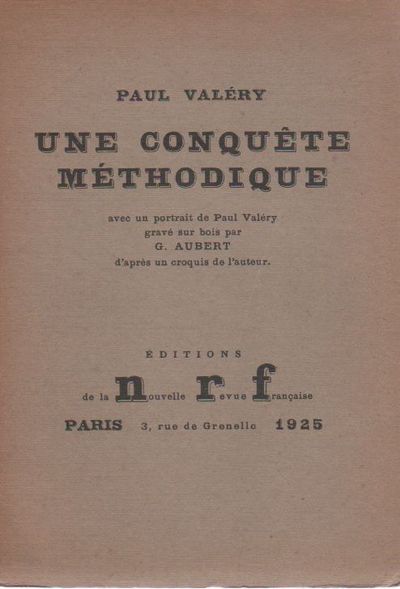 PAUL VALÉRY
UNE CONQUÊTE
MÉTHODIQUE
avec un portrait de Paul Valéry
gravé sur bois par
G. AUBERT
d'après un croquis de l'auteur.
ÉDITIONS
de la nouvelle revue française
PARIS 3, rue de Grenelle 1925